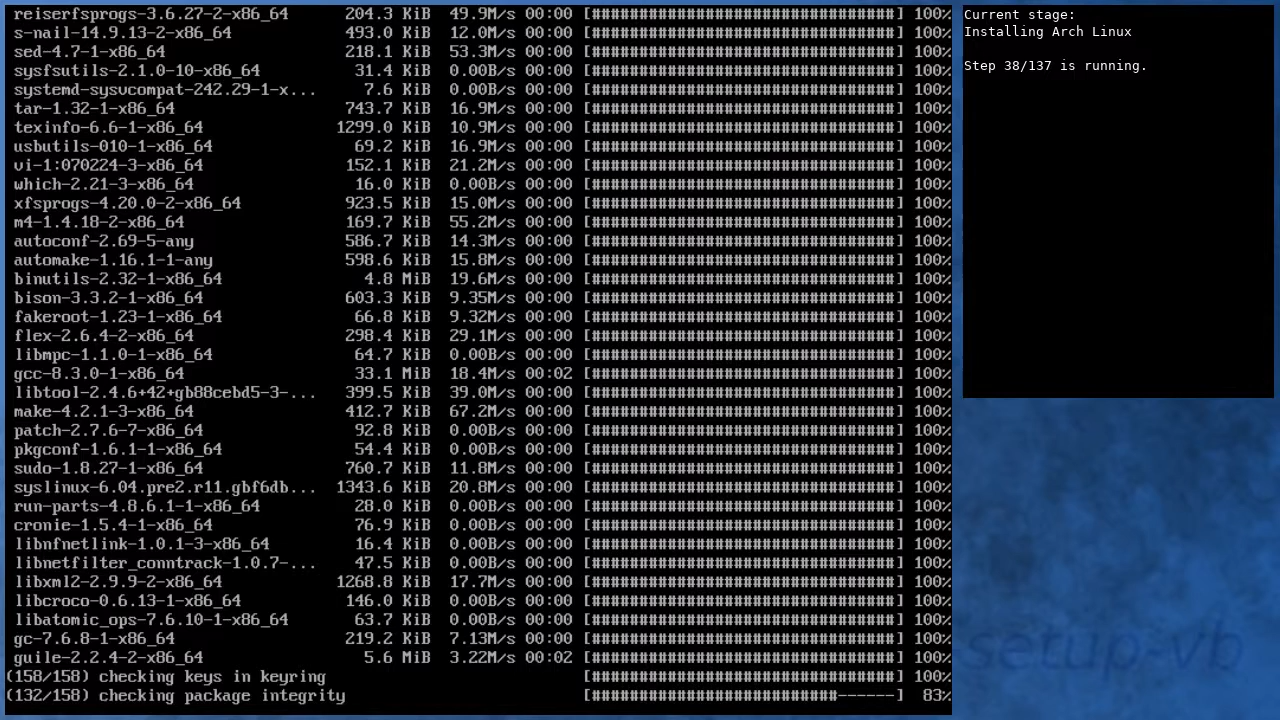 reiserfsprogs-3.6.27-2-x86_64 204.3 KiB 49.9M/s 00:00 [################################] 100%
s-nail-14.9.13-2-x86_64 493.0 KiB 12.0M/s 00:00 [################################] 100%
sed-4.7-1-x86_64 218.1 KiB 53.3M/s 00:00 [################################] 100%
sysfsutils-2.1.0-10-x86_64 31.4 KiB 0.00B/s 00:00 [################################] 100%
systemd-sysvcompat-242.29-1-x... 7.6 KiB 0.00B/s 00:00 [################################] 100%
tar-1.32-1-x86_64 743.7 KiB 16.9M/s 00:00 [################################] 100%
texinfo-6.6-1-x86_64 1299.0 KiB 10.9M/s 00:00 [################################] 100%
usbutils-010-1-x86_64 69.2 KiB 16.9M/s 00:00 [################################] 100%
vi-1:070224-3-x86_64 152.1 KiB 21.2M/s 00:00 [################################] 100%
which-2.21-3-x86_64 16.0 KiB 0.00B/s 00:00 [################################] 100%
xfsprogs-4.20.0-2-x86_64 923.5 KiB 15.0M/s 00:00 [################################] 100%
m4-1.4.18-2-x86_64 169.7 KiB 55.2M/s 00:00 [################################] 100%
autoconf-2.69-5-any 586.7 KiB 14.3M/s 00:00 [################################] 100%
automake-1.16.1-1-any 598.6 KiB 15.8M/s 00:00 [################################] 100%
binutils-2.32-1-x86_64 4.8 MiB 19.6M/s 00:00 [################################] 100%
bison-3.3.2-1-x86_64 603.3 KiB 9.35M/s 00:00 [################################] 100%
fakeroot-1.23-1-x86_64 66.8 KiB 9.32M/s 00:00 [################################] 100%
flex-2.6.4-2-x86_64 298.4 KiB 29.1M/s 00:00 [################################] 100%
libmpc-1.1.0-1-x86_64 64.7 KiB 0.00B/s 00:00 [################################] 100%
gcc-8.3.0-1-x86_64 33.1 MiB 18.4M/s 00:02 [################################] 100%
libtool-2.4.6+42+gb88cebd5-3-... 399.5 KiB 39.0M/s 00:00 [################################] 100%
make-4.2.1-3-x86_64 412.7 KiB 67.2M/s 00:00 [################################] 100%
patch-2.7.6-7-x86_64 92.8 KiB 0.00B/s 00:00 [################################] 100%
pkgconf-1.6.1-1-x86_64 54.4 KiB 0.00B/s 00:00 [################################] 100%
sudo-1.8.27-1-x86_64 760.7 KiB 11.8M/s 00:00 [################################] 100%
syslinux-6.04.pre2.r11.gbf6db... 1343.6 KiB 20.8M/s 00:00 [################################] 100%
run-parts-4.8.6.1-1-x86_64 28.0 KiB 0.00B/s 00:00 [################################] 100%
cronie-1.5.4-1-x86_64 76.9 KiB 0.00B/s 00:00 [################################] 100%
libnfnetlink-1.0.1-3-x86_64 16.4 KiB 0.00B/s 00:00 [################################] 100%
libnetfilter_conntrack-1.0.7-... 47.5 KiB 0.00B/s 00:00 [################################] 100%
libxml2-2.9.9-2-x86_64 1268.8 KiB 17.7M/s 00:00 [################################] 100%
libcroco-0.6.13-1-x86_64 146.0 KiB 0.00B/s 00:00 [################################] 100%
libatomic_ops-7.6.10-1-x86_64 63.7 KiB 0.00B/s 00:00 [################################] 100%
gc-7.6.8-1-x86_64 219.2 KiB 7.13M/s 00:00 [################################] 100%
guile-2.2.4-2-x86_64 5.6 MiB 3.22M/s 00:02 [################################] 100%
(158/158) checking keys in keyring [################################] 100%
(132/158) checking package integrity [##########################------] 83%
Current stage:
Installing Arch Linux
Step 38/137 is running.
setup-vb